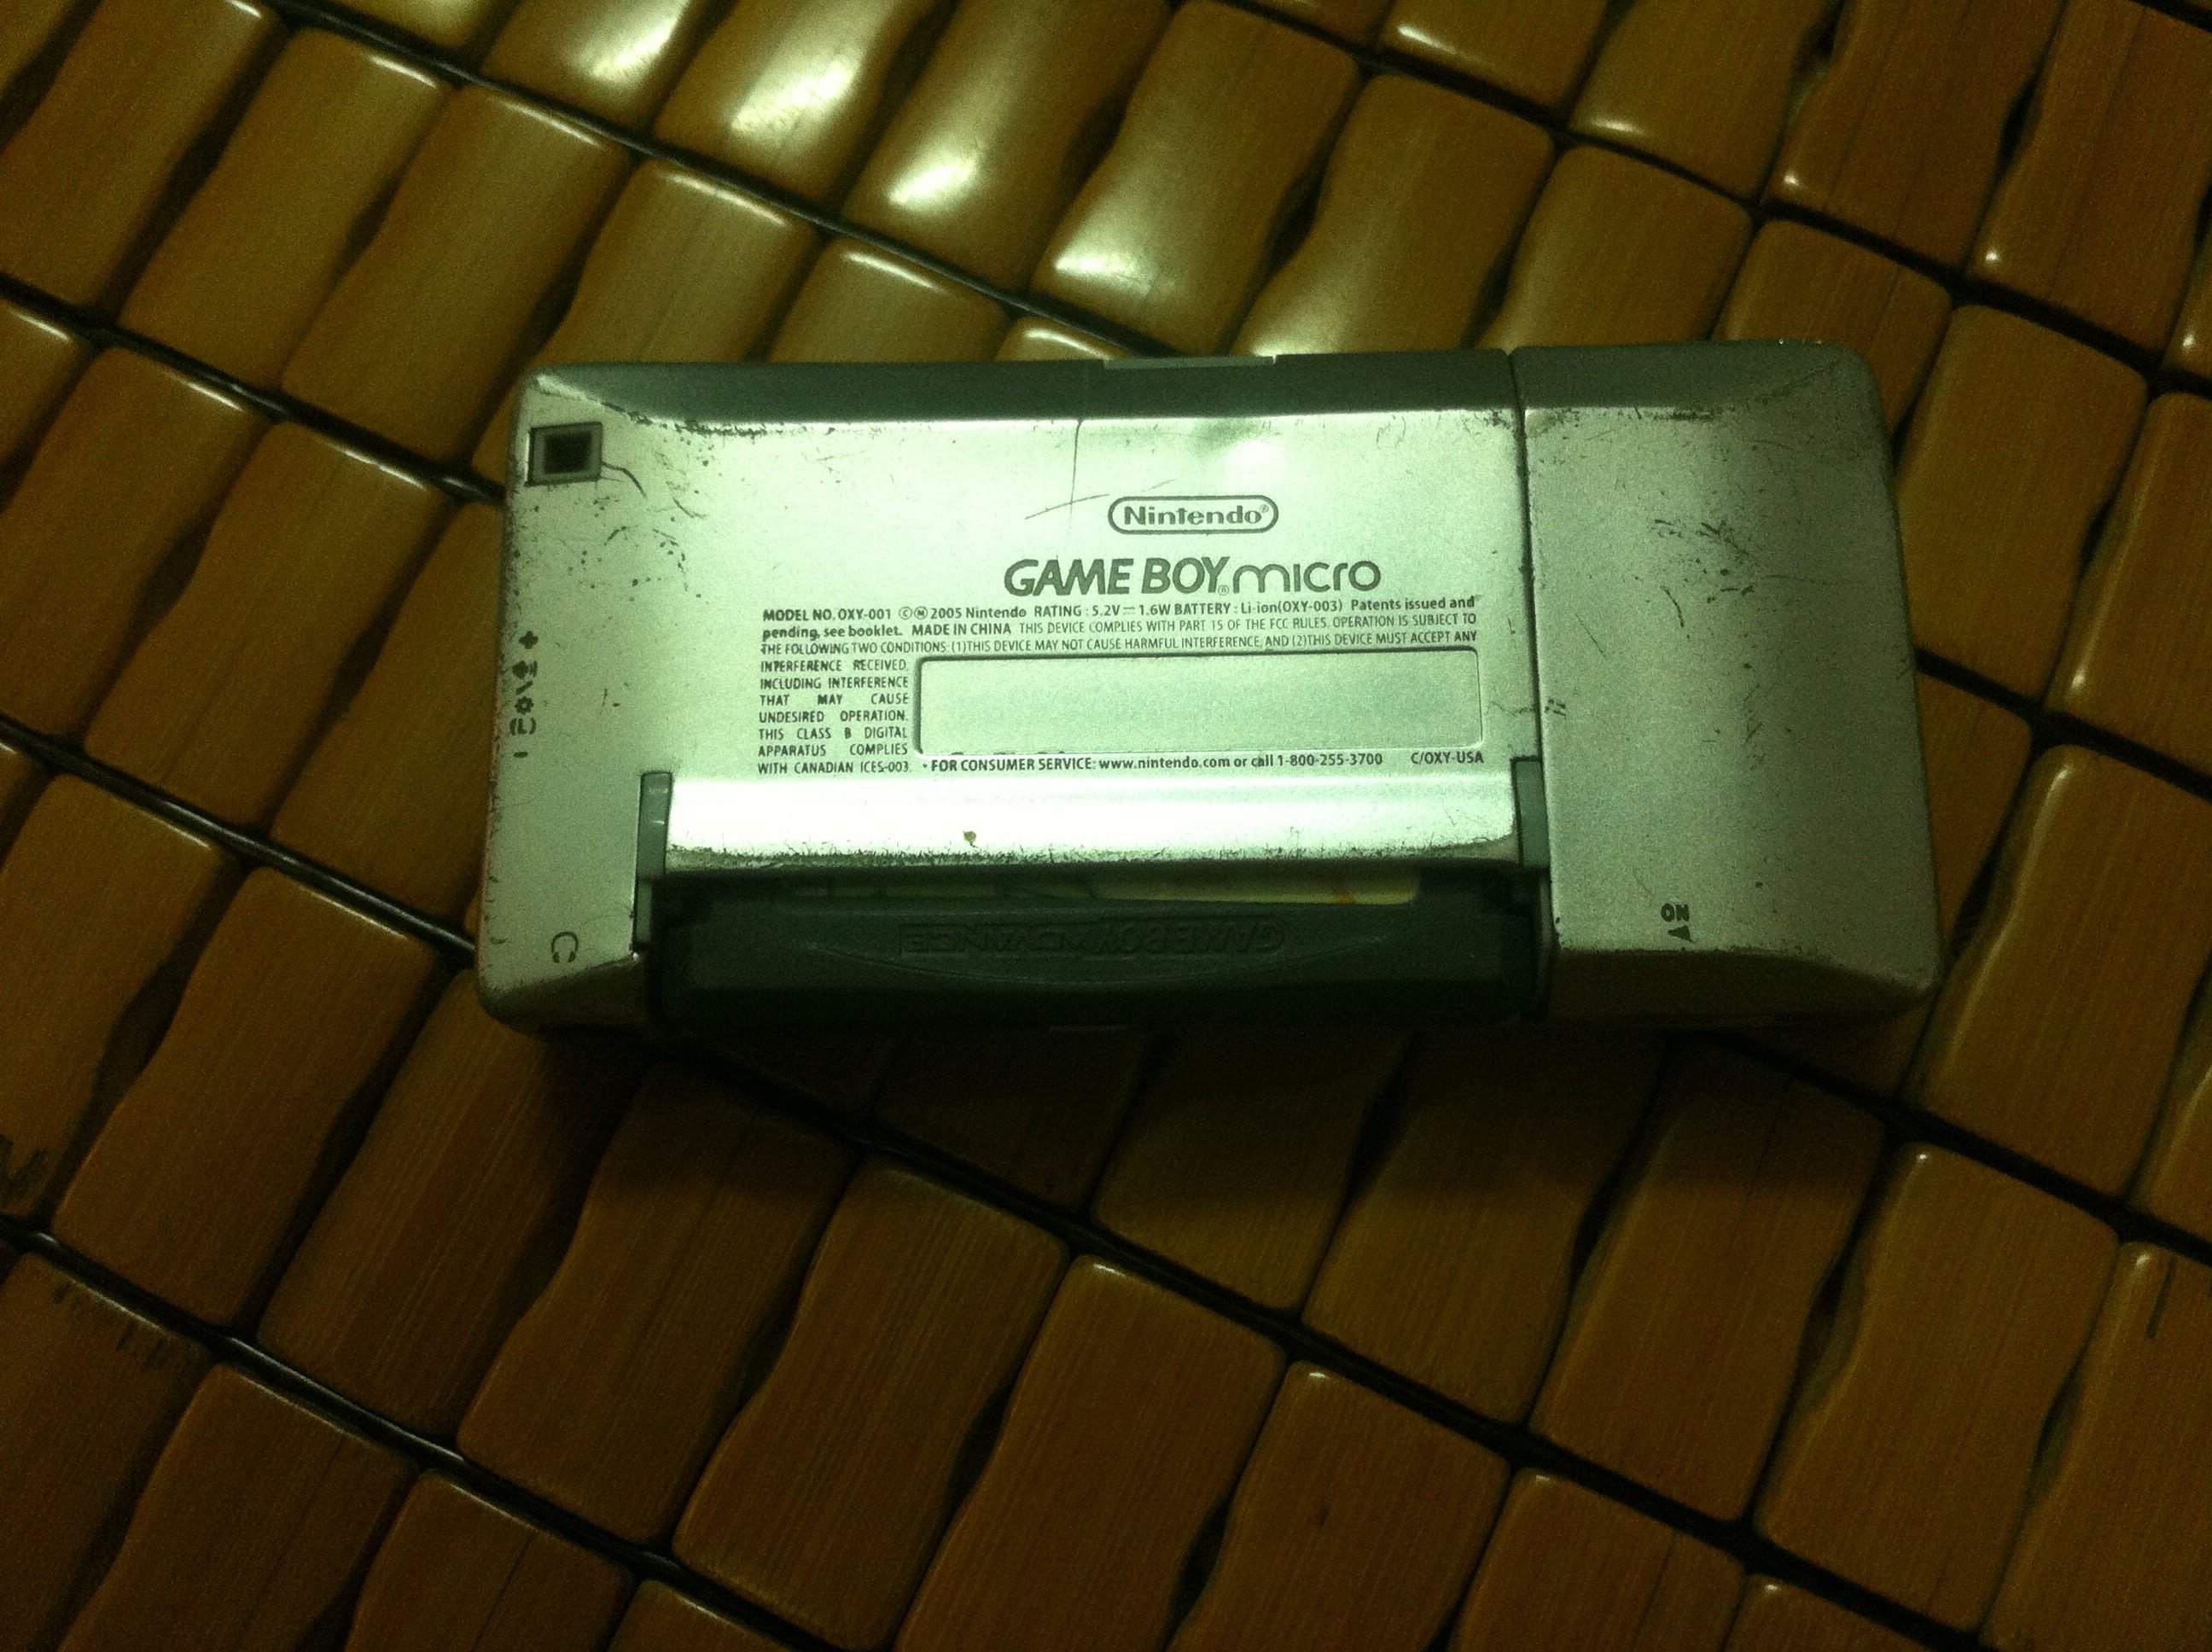 Nintendo®
GAME BOY® micro
MODEL NO. OXY-001 ©Ⓜ 2005 Nintendo RATING : 5.2V⎓1.6W BATTERY : Li-ion(OXY-003) Patents issued and
pending, see booklet. MADE IN CHINA THIS DEVICE COMPLIES WITH PART 15 OF THE FCC RULES. OPERATION IS SUBJECT TO
THE FOLLOWING TWO CONDITIONS: (1)THIS DEVICE MAY NOT CAUSE HARMFUL INTERFERENCE, AND (2)THIS DEVICE MUST ACCEPT ANY
INTERFERENCE RECEIVED,
INCLUDING INTERFERENCE
THAT MAY CAUSE
UNDESIRED OPERATION.
THIS CLASS B DIGITAL
APPARATUS COMPLIES
WITH CANADIAN ICES-003. • FOR CONSUMER SERVICE: www.nintendo.com or call 1-800-255-3700 C/OXY-USA
ON
GAME BOY ADVANCE